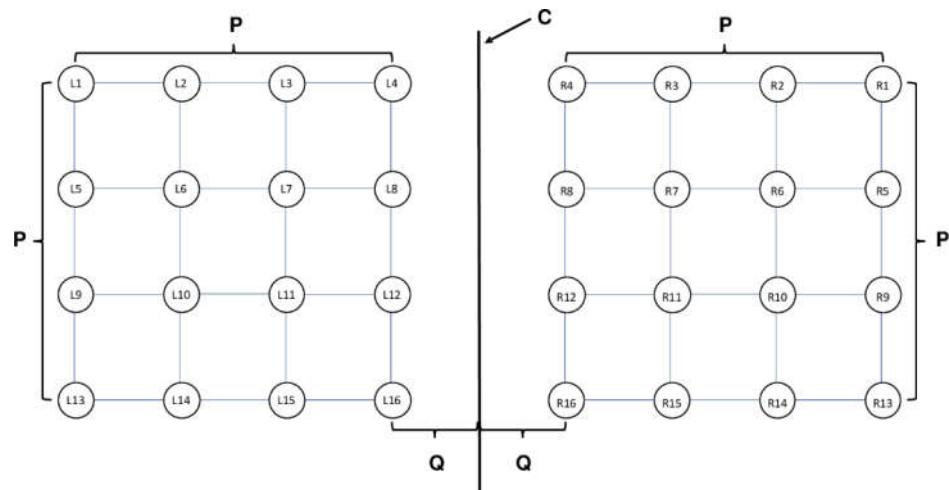 C
P P
L1 L2 L3 L4 R4 R3 R2 R1
L5 L6 L7 L8 R8 R7 R6 R5
P P
L9 L10 L11 L12 R12 R11 R10 R9
L13 L14 L15 L16 R16 R15 R14 R13
Q Q